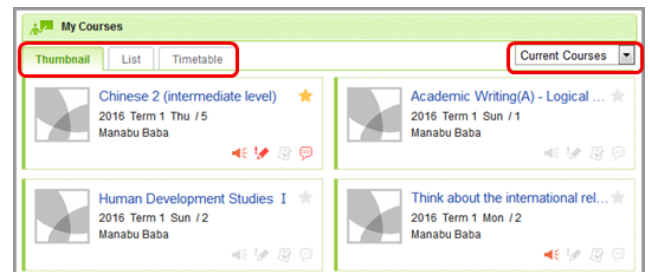 My Courses
Thumbnail List Timetable Current Courses
Chinese 2 (intermediate level)
2016 Term 1 Thu / 5
Manabu Baba
Academic Writing(A) - Logical ...
2016 Term 1 Sun / 1
Manabu Baba
Human Development Studies Ⅰ
2016 Term 1 Sun / 2
Manabu Baba
Think about the international rel...
2016 Term 1 Mon / 2
Manabu Baba